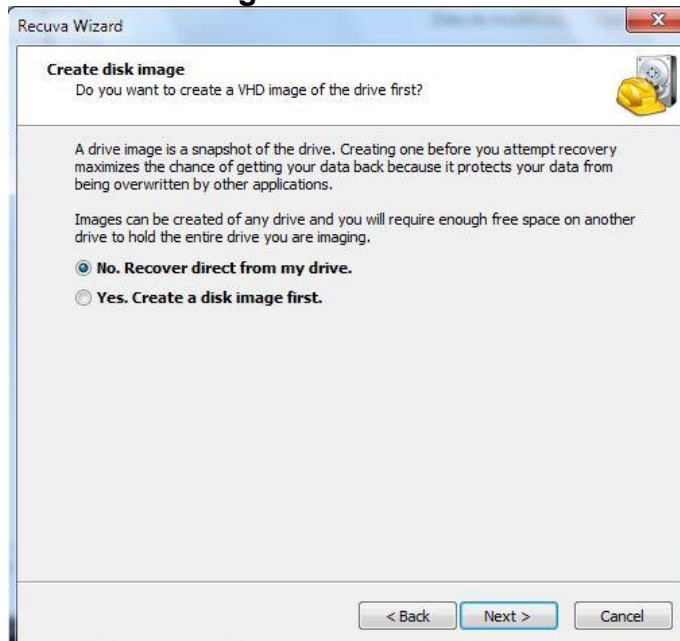 Recuva Wizard
Create disk image
Do you want to create a VHD image of the drive first?
A drive image is a snapshot of the drive. Creating one before you attempt recovery
maximizes the chance of getting your data back because it protects your data from
being overwritten by other applications.
Images can be created of any drive and you will require enough free space on another
drive to hold the entire drive you are imaging.
No. Recover direct from my drive.
Yes. Create a disk image first.
< Back Next > Cancel